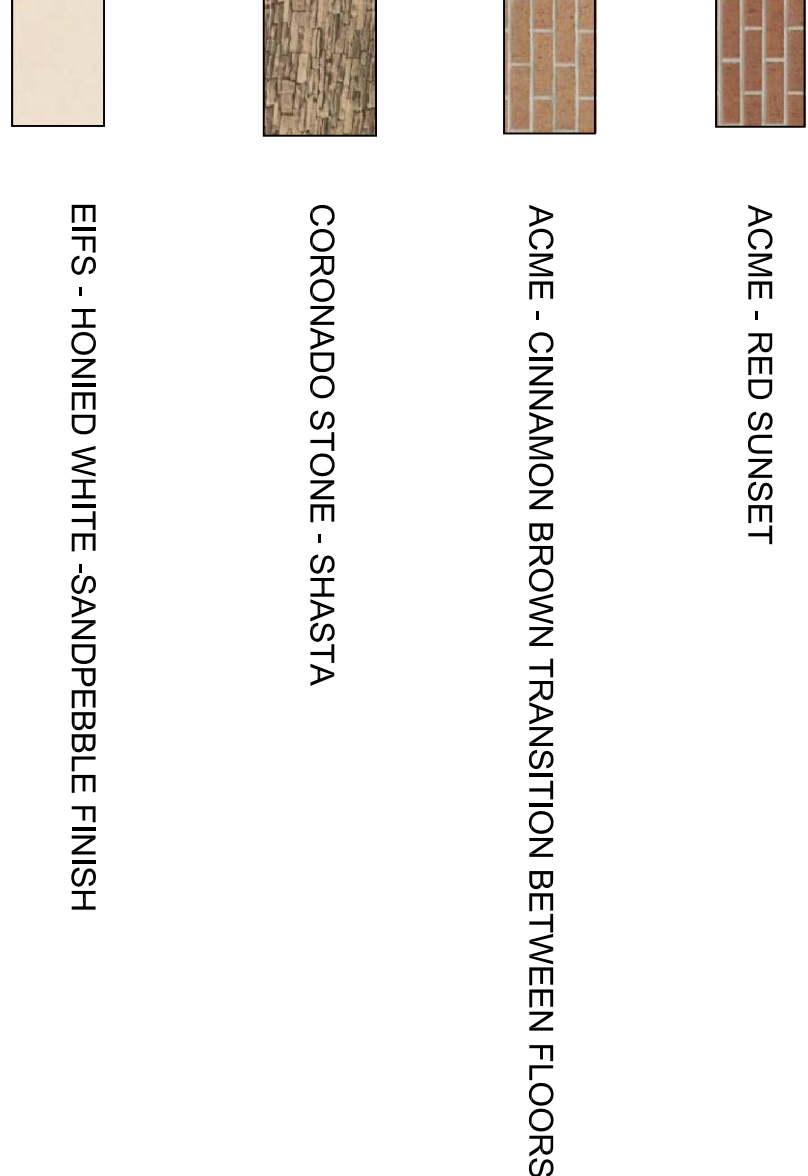 ACME - RED SUNSET
ACME - CINNAMON BROWN TRANSITION BETWEEN FLOORS
CORONADO STONE - SHASTA
EIFS - HONIED WHITE -SANDPEBBLE FINISH